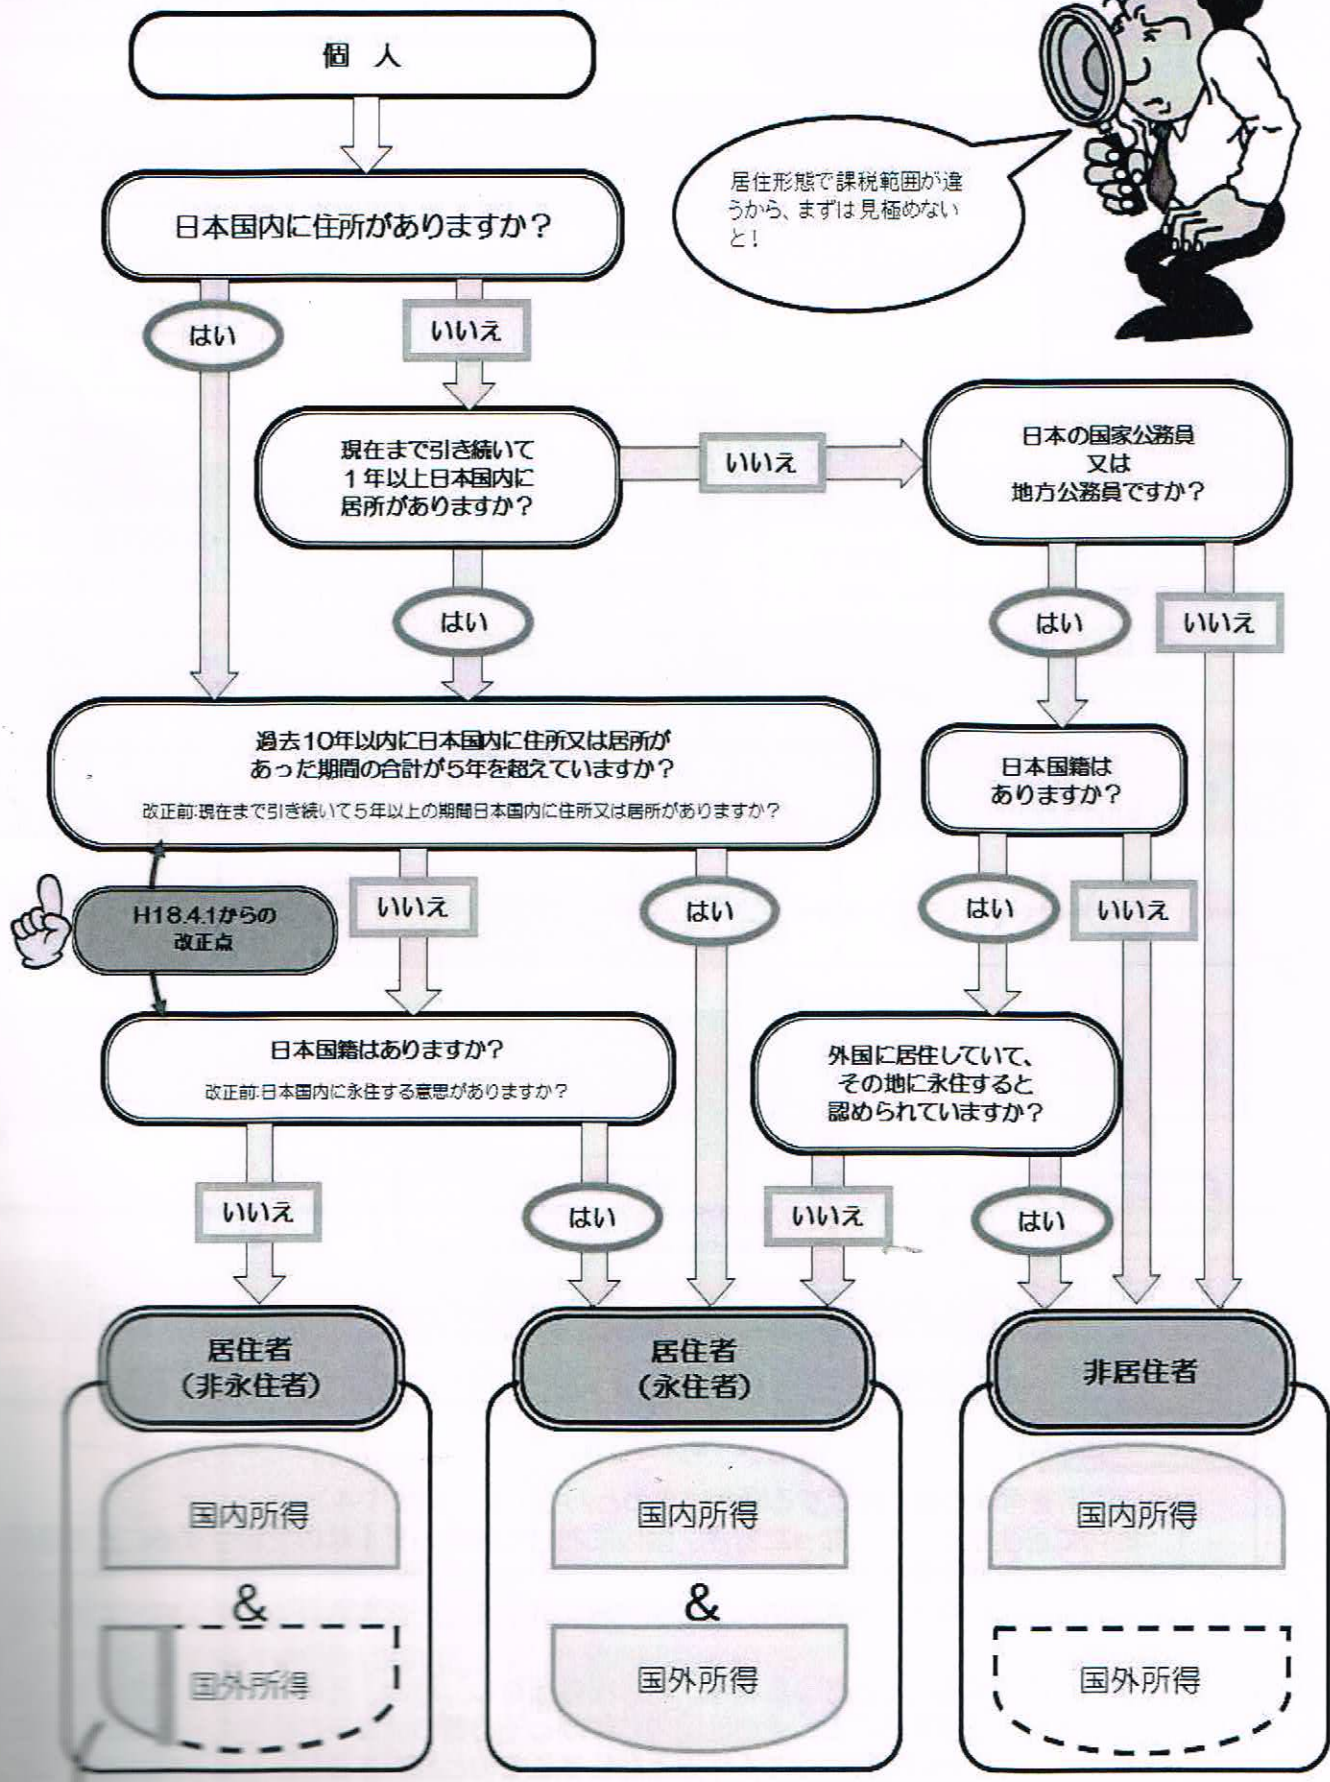 個 人
居住形態で課税範囲が違
うから、まずは見極めない
と！
日本国内に住所がありますか？
はい
いいえ
現在まで引き続いて
１年以上日本国内に
居所がありますか？
いいえ
日本の国家公務員
又は
地方公務員ですか？
はい
はい
いいえ
過去10年以内に日本国内に住所又は居所が
あった期間の合計が５年を超えていますか？
改正前:現在まで引き続いて５年以上の期間日本国内に住所又は居所がありますか？
日本国籍は
ありますか？
H18.4.1からの
改正点
いいえ
はい
はい
いいえ
日本国籍はありますか？
改正前:日本国内に永住する意思がありますか？
外国に居住していて、
その地に永住すると
認められていますか？
いいえ
はい
いいえ
はい
居住者
（非永住者）
居住者
（永住者）
非居住者
国内所得
国内所得
国内所得
&
&
国外所得
国外所得
国外所得